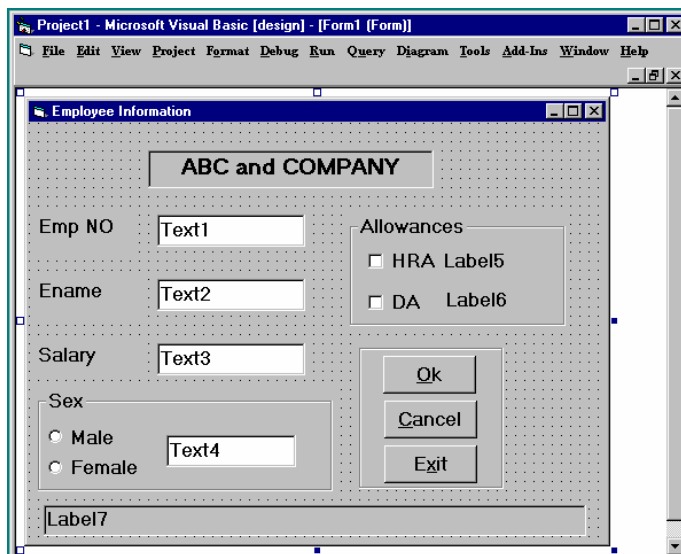 Project1 - Microsoft Visual Basic [design] - [Form1 (Form)]
File Edit View Project Format Debug Run Query Diagram Tools Add-Ins Window Help
Employee Information
ABC and COMPANY
Emp NO Text1
Ename Text2
Salary Text3
Sex
Male
Female
Text4
Allowances
HRA Label5
DA Label6
Ok
Cancel
Exit
Label7